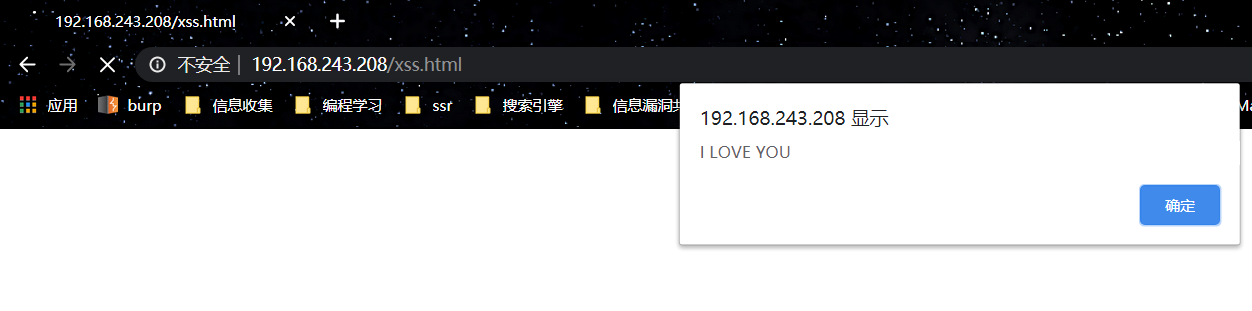 192.168.243.208/xss.html
不安全 | 192.168.243.208/xss.html
应用 burp 信息收集 编程学习 ssr 搜索引擎 信息漏洞
192.168.243.208 显示
I LOVE YOU
确定